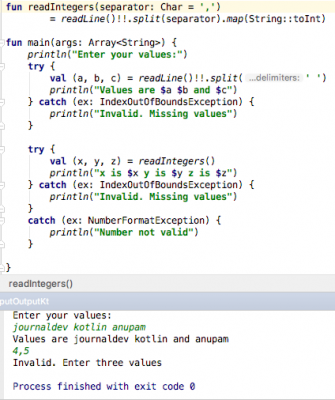 fun readIntegers(separator: Char = ',')
        = readLine()!!.split(separator).map(String::toInt)
fun main(args: Array<String>) {
    println("Enter your values:")
    try {
        val (a, b, c) = readLine()!!.split( ...delimiters: ' ')
        println("Values are $a $b and $c")
    } catch (ex: IndexOutOfBoundsException) {
        println("Invalid. Missing values")
    }
    try {
        val (x, y, z) = readIntegers()
        println("x is $x y is $y z is $z")
    } catch (ex: IndexOutOfBoundsException) {
        println("Invalid. Missing values")
    }
    catch (ex: NumberFormatException) {
        println("Number not valid")
    }
}
readIntegers()
putOutputKt
Enter your values:
journaldev kotlin anupam
Values are journaldev kotlin and anupam
4,5
Invalid. Enter three values
Process finished with exit code 0